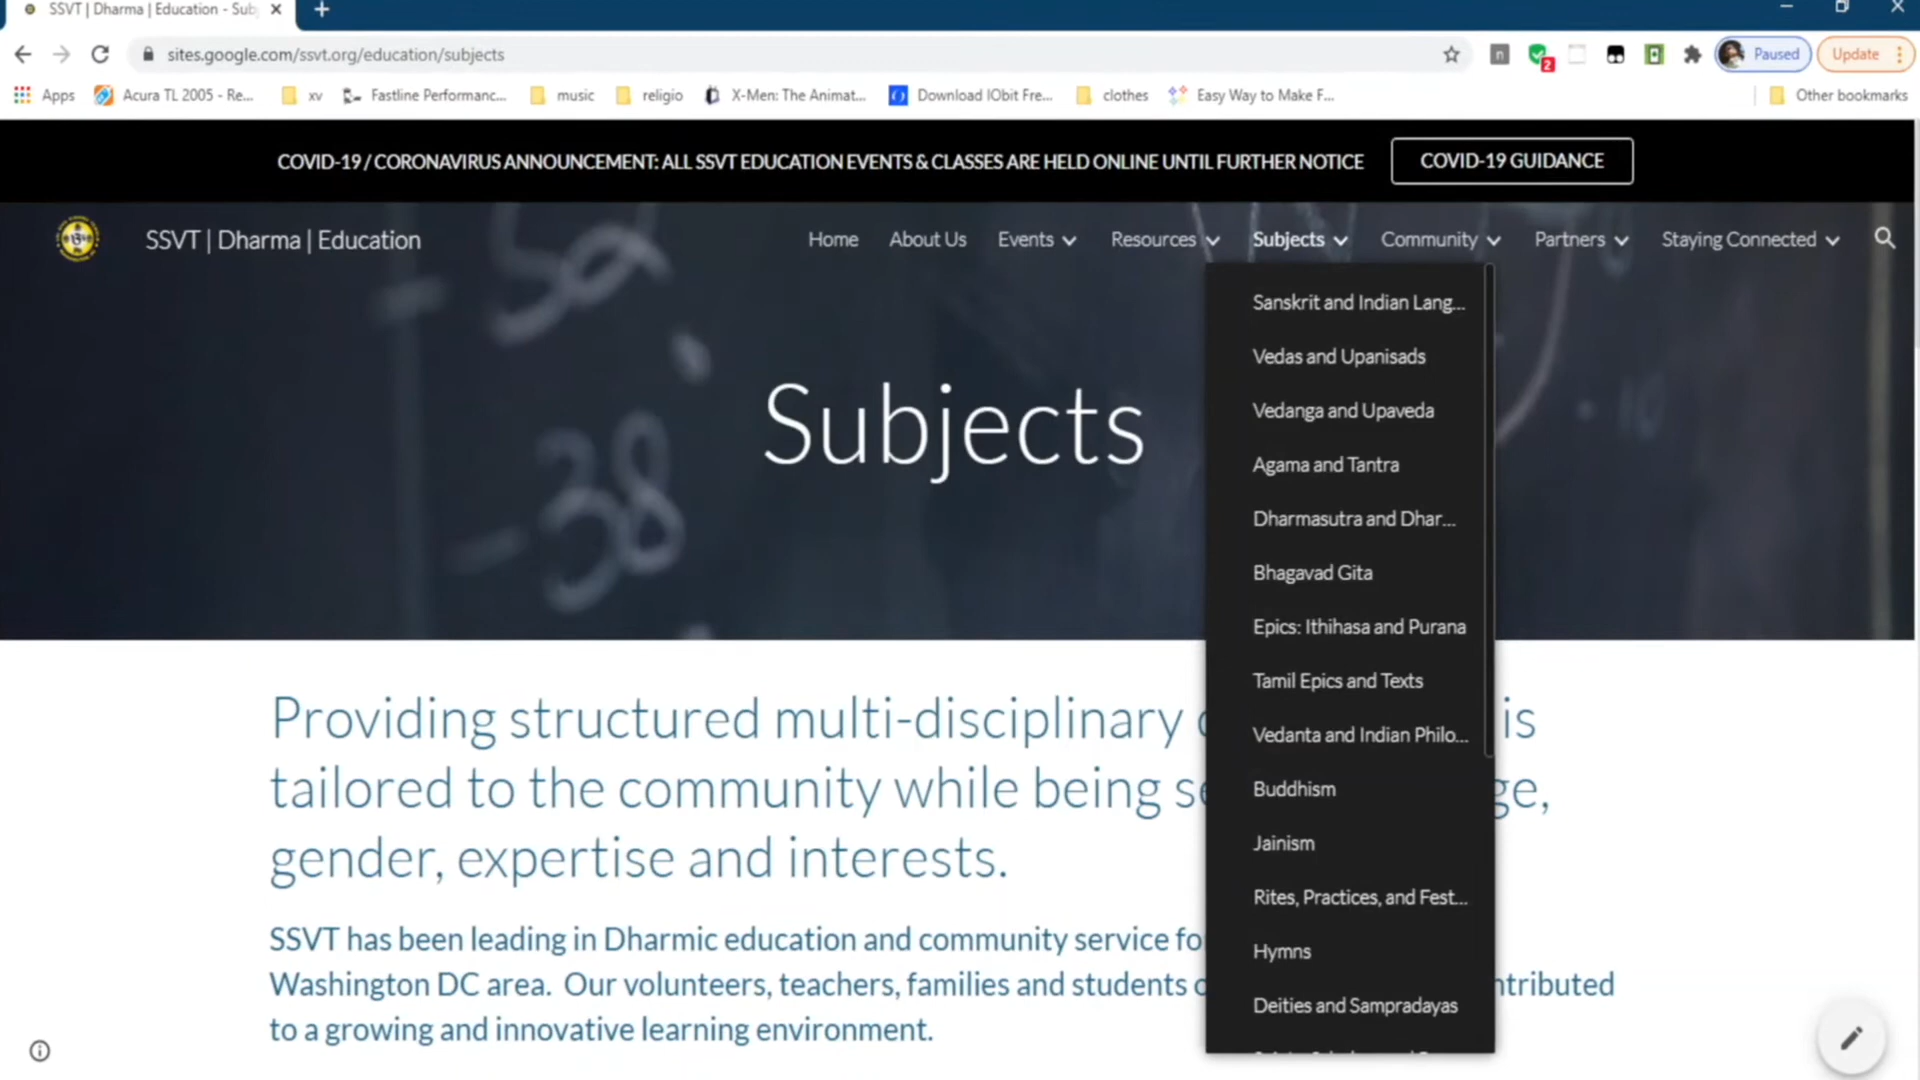 SSVT | Dharma | Education - Sub
sites.google.com/ssvt.org/education/subjects
2
Paused
Update
Apps
Acura TL 2005 - Re...
xv
Fastline Performanc...
music
religio
X-Men: The Animat...
Download IObit Fre...
clothes
Easy Way to Make F...
Other bookmarks
COVID-19 / CORONAVIRUS ANNOUNCEMENT: ALL SSVT EDUCATION EVENTS & CLASSES ARE HELD ONLINE UNTIL FURTHER NOTICE
COVID-19 GUIDANCE
SSVT | Dharma | Education
Home
About Us
Events
Resources
Subjects
Community
Partners
Staying Connected
Sanskrit and Indian Lang...
Vedas and Upanisads
Vedanga and Upaveda
Agama and Tantra
Dharmasutra and Dhar...
Bhagavad Gita
Epics: Ithihasa and Purana
Tamil Epics and Texts
Vedanta and Indian Philo...
Buddhism
Jainism
Rites, Practices, and Fest...
Hymns
Deities and Sampradayas
Subjects
-38
Providing structured multi-disciplinary is
tailored to the community while being
gender, expertise and interests.
SSVT has been leading in Dharmic education and community service
Washington DC area. Our volunteers, teachers, families and students
to a growing and innovative learning environment.